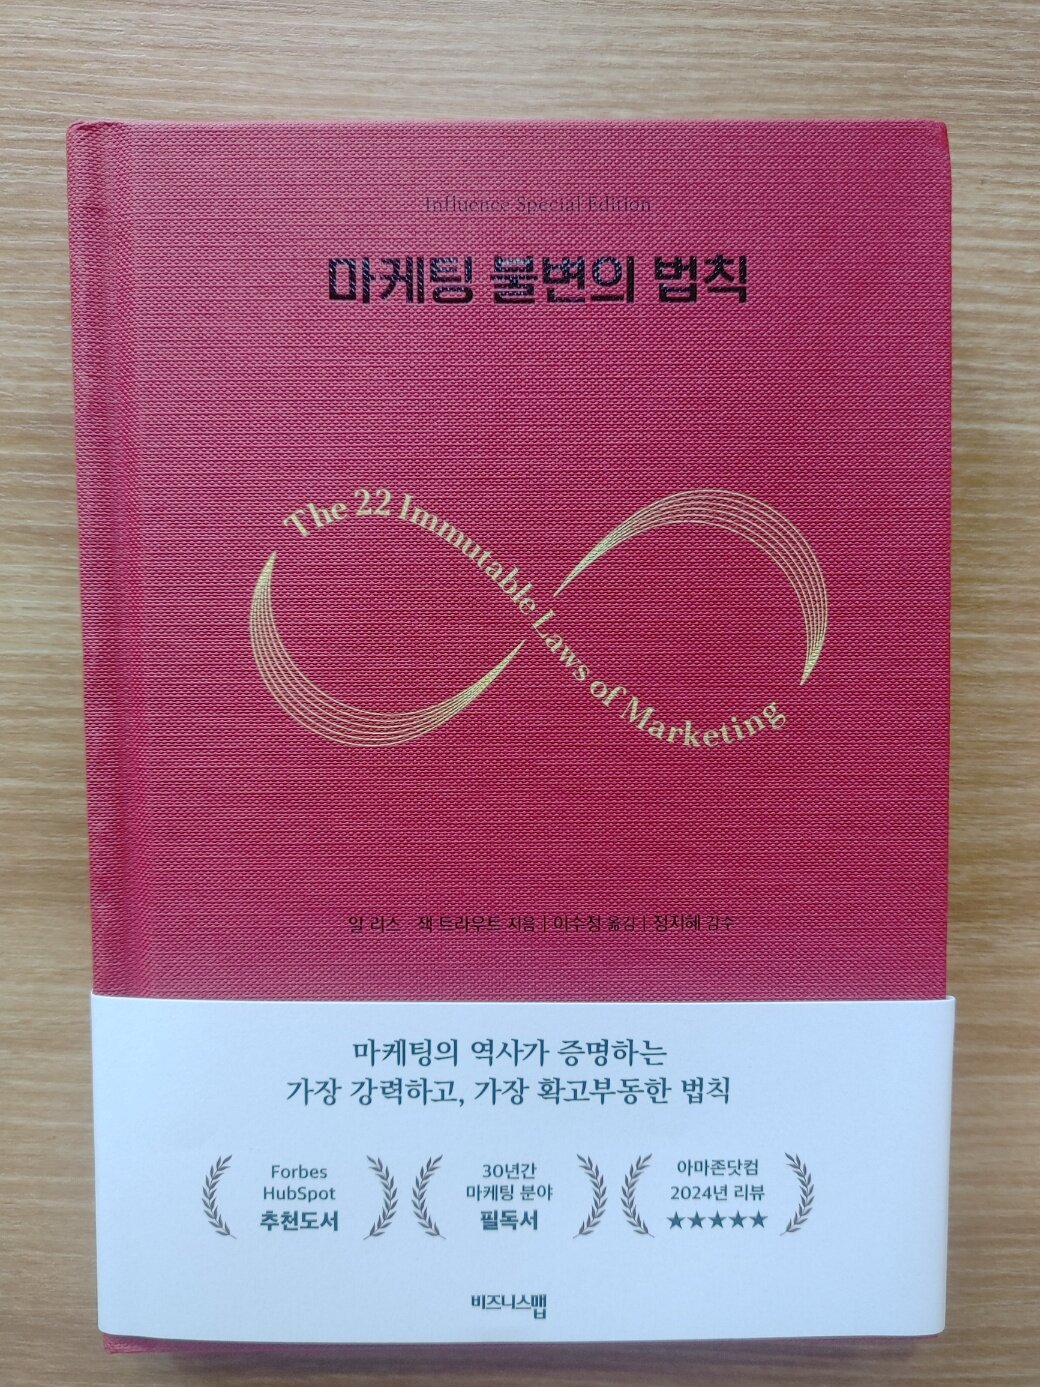 Influence Special Edition
마케팅 불변의 법칙
The 22 Immutable Laws of Marketing
알 리스 잭 트라우트 지음 | 이수정 옮김 | 정지혜 감수
마케팅의 역사가 증명하는
가장 강력하고, 가장 확고부동한 법칙
Forbes
HubSpot
추천도서
30년간
마케팅 분야
필독서
아마존닷컴
2024년 리뷰
★★★★★
비즈니스맵